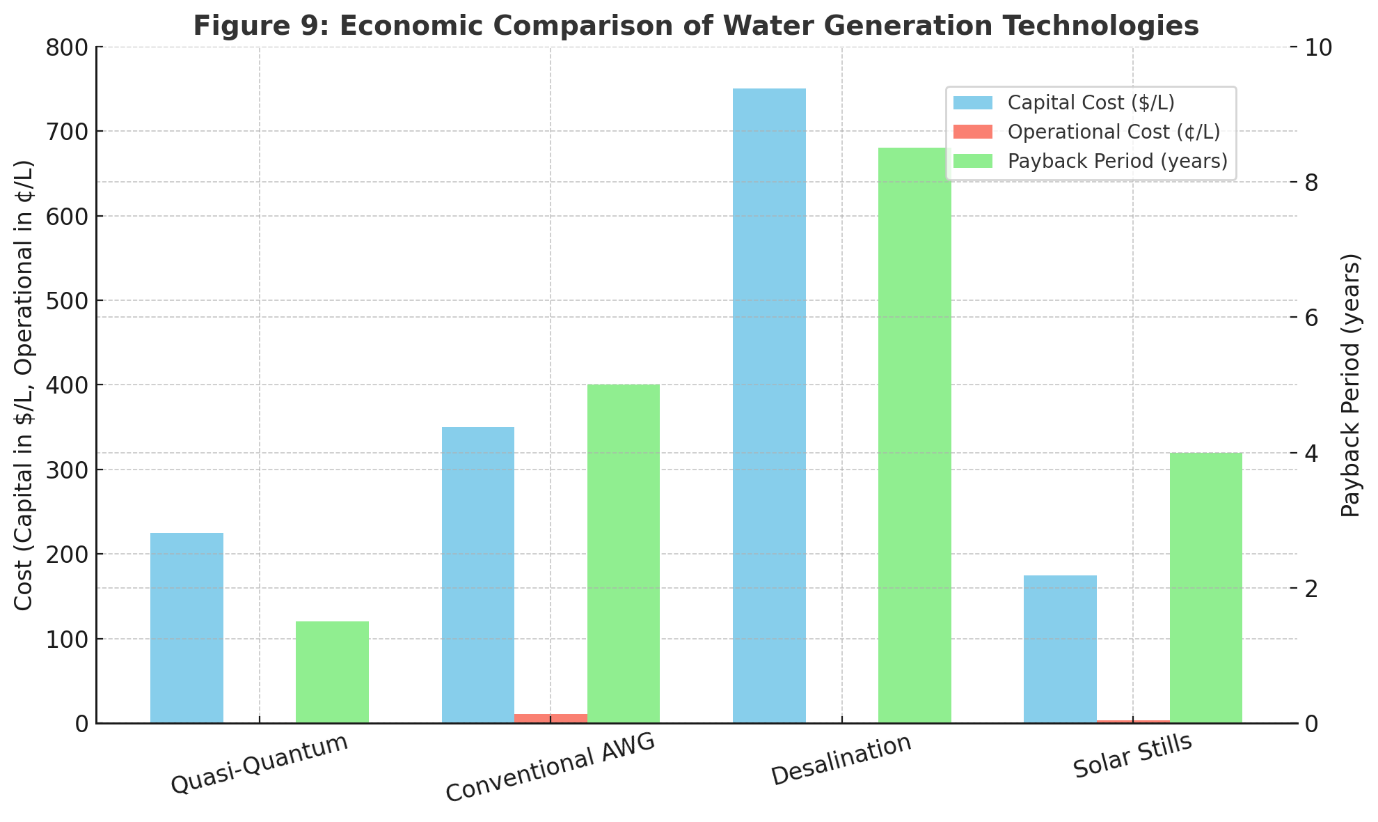 Figure 9: Economic Comparison of Water Generation Technologies
Cost (Capital in $/L, Operational in ¢/L)
800
700
600
500
400
300
200
100
0
Capital Cost ($/L)
Operational Cost (¢/L)
Payback Period (years)
10
8
6
4
2
0
Payback Period (years)
Quasi-Quantum
Conventional AWG
Desalination
Solar Stills